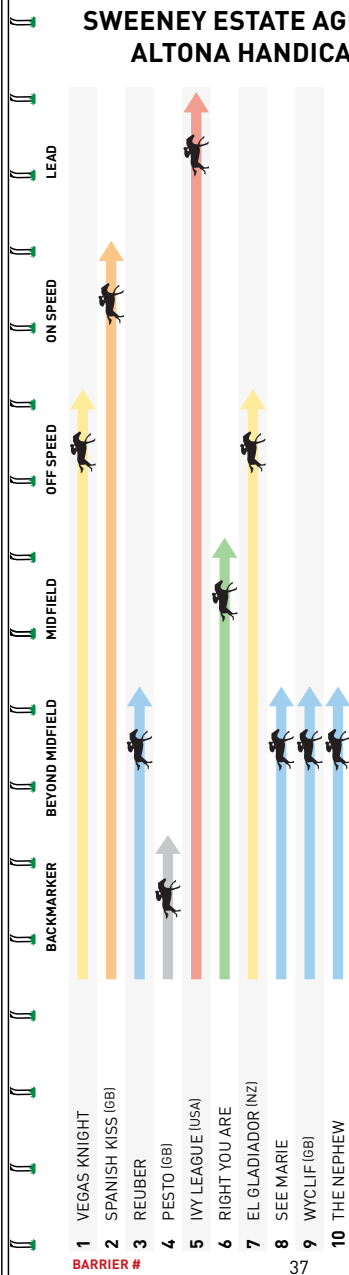 SWEENEY ESTATE AG
ALTONA HANDICA
LEAD
ON SPEED
OFF SPEED
MIDFIELD
BEYOND MIDFIELD
BACKMARKER
1 VEGAS KNIGHT
2 SPANISH KISS (GB)
3 REUBER
4 PESTO (GB)
5 IVY LEAGUE (USA)
6 RIGHT YOU ARE
7 EL GLADIADOR (NZ)
8 SEE MARIE
9 WYCLIF (GB)
10 THE NEPHEW
BARRIER #
37